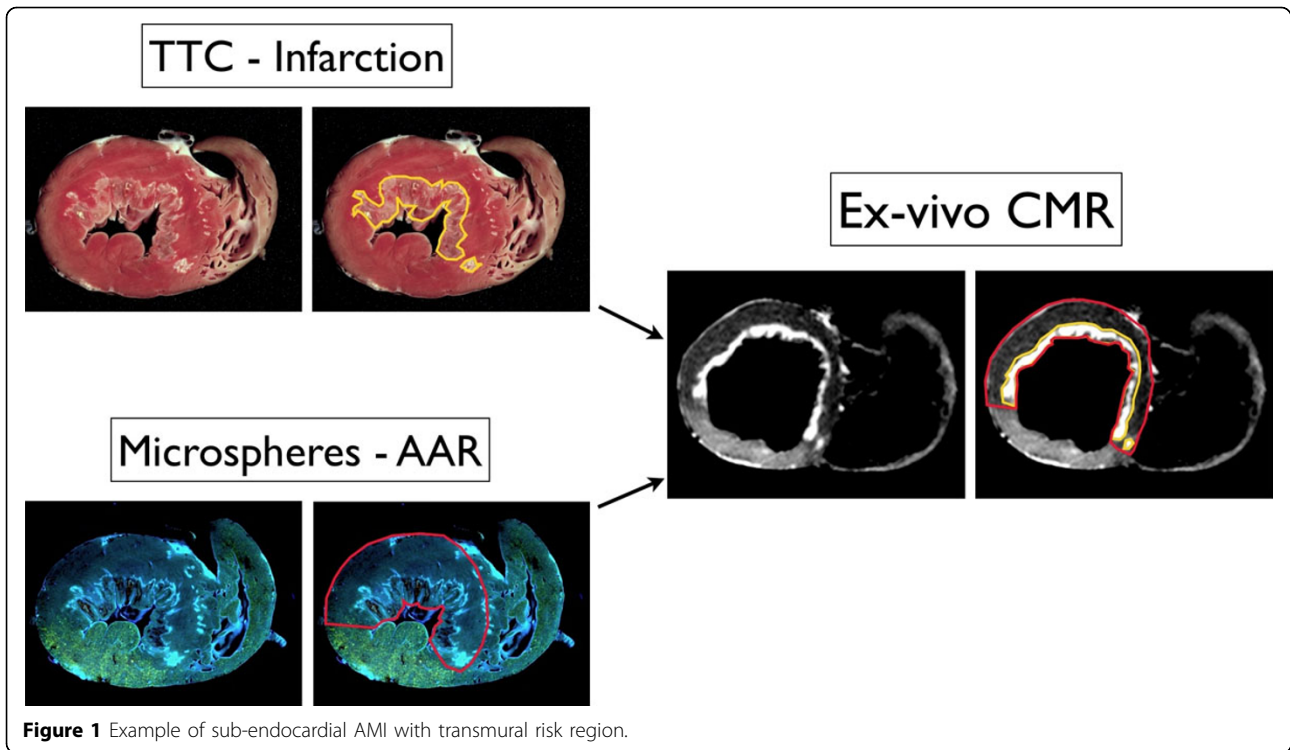 TTC - Infarction
Ex-vivo CMR
Microspheres - AAR
Figure 1 Example of sub-endocardial AMI with transmural risk region.